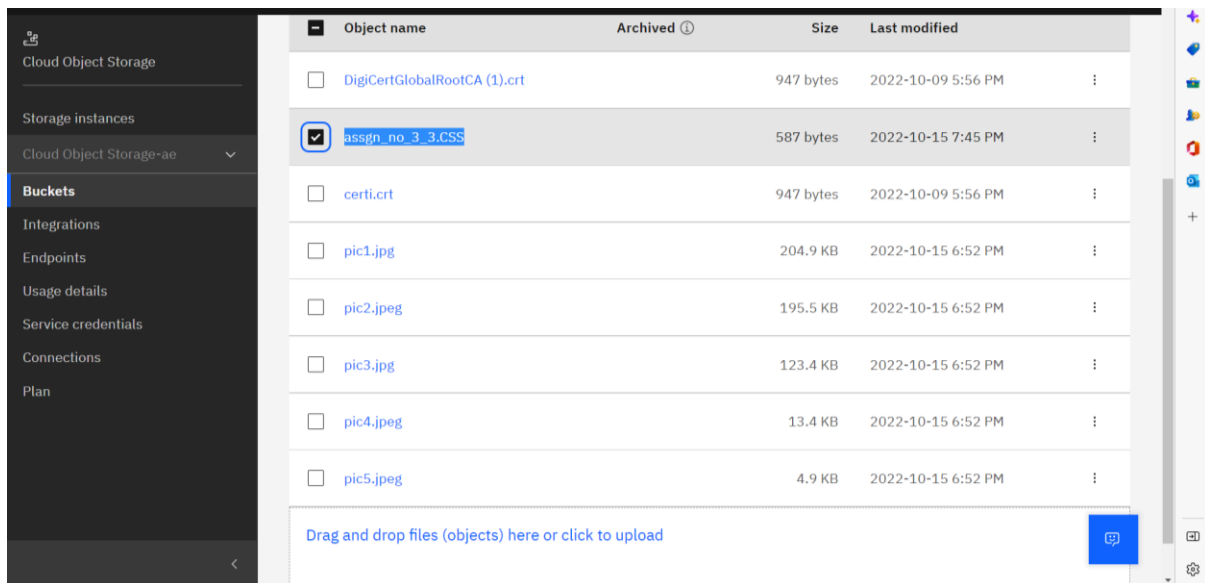 Cloud Object Storage
Storage instances
Cloud Object Storage-ae
Buckets
Integrations
Endpoints
Usage details
Service credentials
Connections
Plan
Object name Archived Size Last modified
DigiCertGlobalRootCA (1).crt 947 bytes 2022-10-09 5:56 PM
assgn_no_3_3.CSS 587 bytes 2022-10-15 7:45 PM
certi.crt 947 bytes 2022-10-09 5:56 PM
pic1.jpg 204.9 KB 2022-10-15 6:52 PM
pic2.jpeg 195.5 KB 2022-10-15 6:52 PM
pic3.jpg 123.4 KB 2022-10-15 6:52 PM
pic4.jpeg 13.4 KB 2022-10-15 6:52 PM
pic5.jpeg 4.9 KB 2022-10-15 6:52 PM
Drag and drop files (objects) here or click to upload